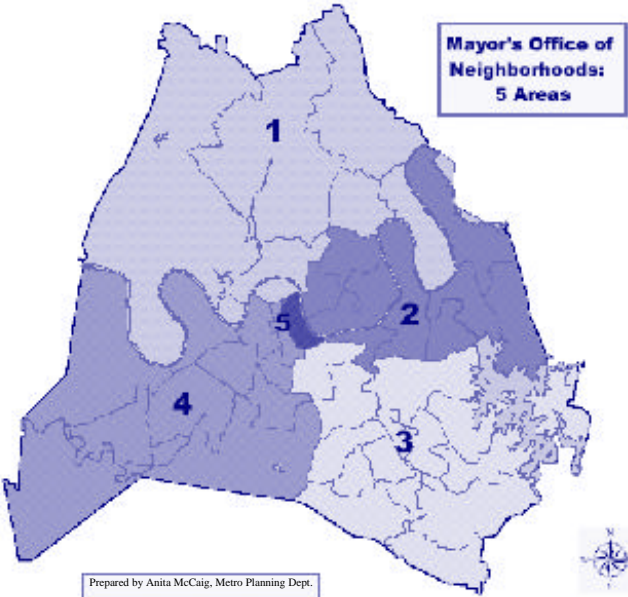 Mayor's Office of
Neighborhoods:
5 Areas
1
2
5
4
3
Prepared by Anita McCaig, Metro Planning Dept.
N